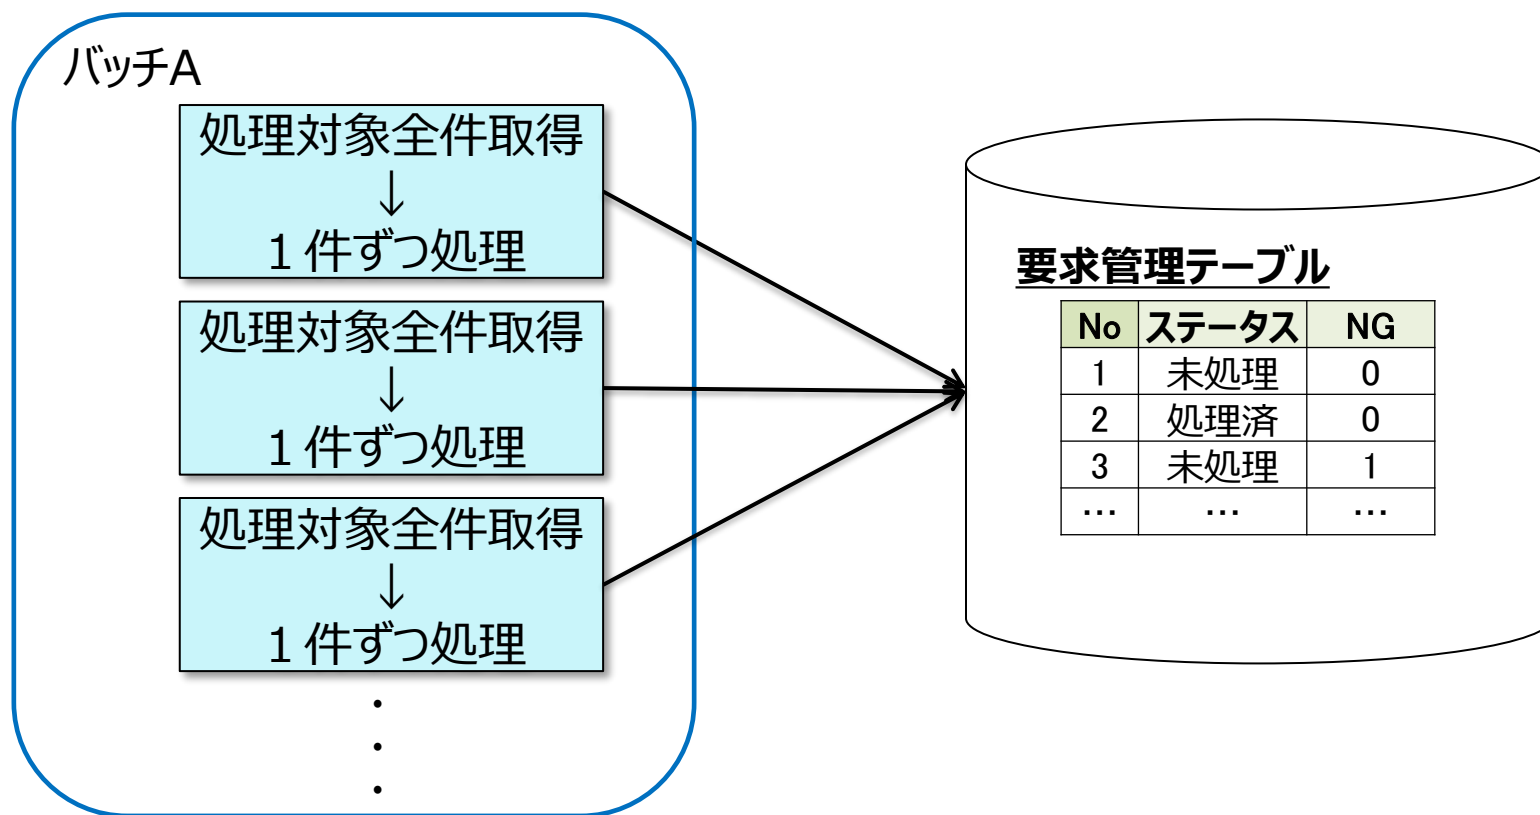 バッチA
処理対象全件取得
↓
１件ずつ処理
処理対象全件取得
↓
１件ずつ処理
処理対象全件取得
↓
１件ずつ処理
・
・
・
要求管理テーブル
No ステータス NG
1 未処理 0
2 処理済 0
3 未処理 1
… … …